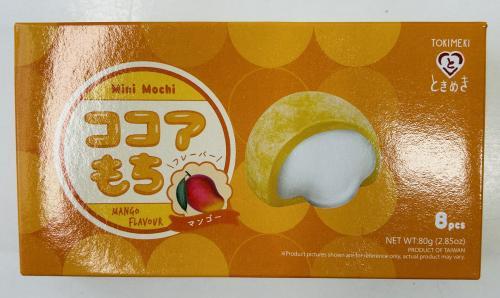 Mini Mochi
ココア
もち
フレーバー
MANGO
FLAVOUR
マンゴー
TOKIMEKI
と
ときめき
8pcs
NET WT:80g (2.85oz)
PRODUCT OF TAIWAN
※Product pictures shown are for reference only, actual product may vary.